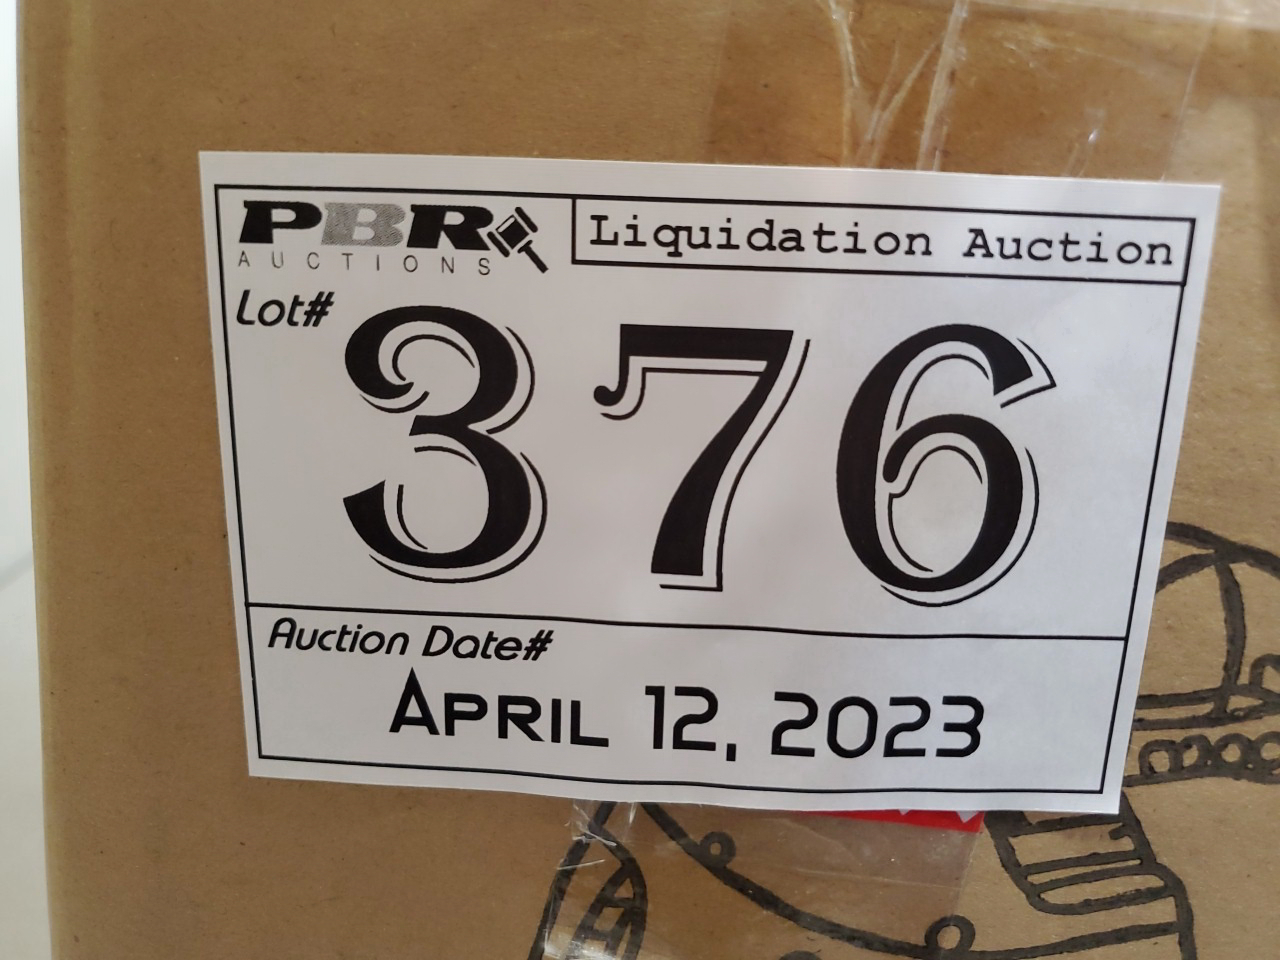 PBR
AUCTIONS
Liquidation Auction
Lot#
376
Auction Date#
April 12, 2023